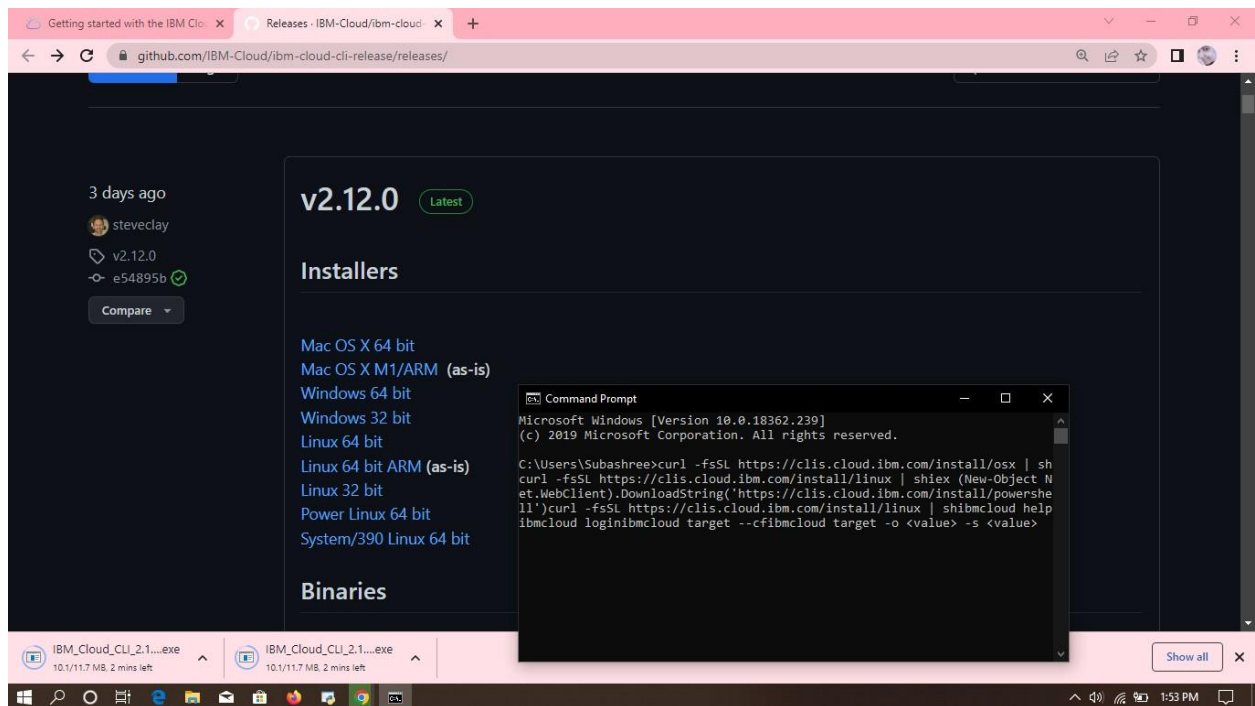 Getting started with the IBM Clo
Releases · IBM-Cloud/ibm-cloud-
github.com/IBM-Cloud/ibm-cloud-cli-release/releases/
3 days ago
steveclay
v2.12.0
e54895b
Compare
v2.12.0 Latest
Installers
Mac OS X 64 bit
Mac OS X M1/ARM (as-is)
Windows 64 bit
Windows 32 bit
Linux 64 bit
Linux 64 bit ARM (as-is)
Linux 32 bit
Power Linux 64 bit
System/390 Linux 64 bit
Binaries
Command Prompt
Microsoft Windows [Version 10.0.18362.239]
(c) 2019 Microsoft Corporation. All rights reserved.
C:\Users\Subashree>curl -fsSL https://clis.cloud.ibm.com/install/osx | sh
curl -fsSL https://clis.cloud.ibm.com/install/linux | shiex (New-Object N
et.WebClient).DownloadString('https://clis.cloud.ibm.com/install/powershe
ll')curl -fsSL https://clis.cloud.ibm.com/install/linux | shibmcloud help
ibmcloud loginibmcloud target --cfibmcloud target -o <value> -s <value>
IBM_Cloud_CLI_2.1....exe
10.1/11.7 MB, 2 mins left
IBM_Cloud_CLI_2.1....exe
10.1/11.7 MB, 2 mins left
Show all
1:53 PM